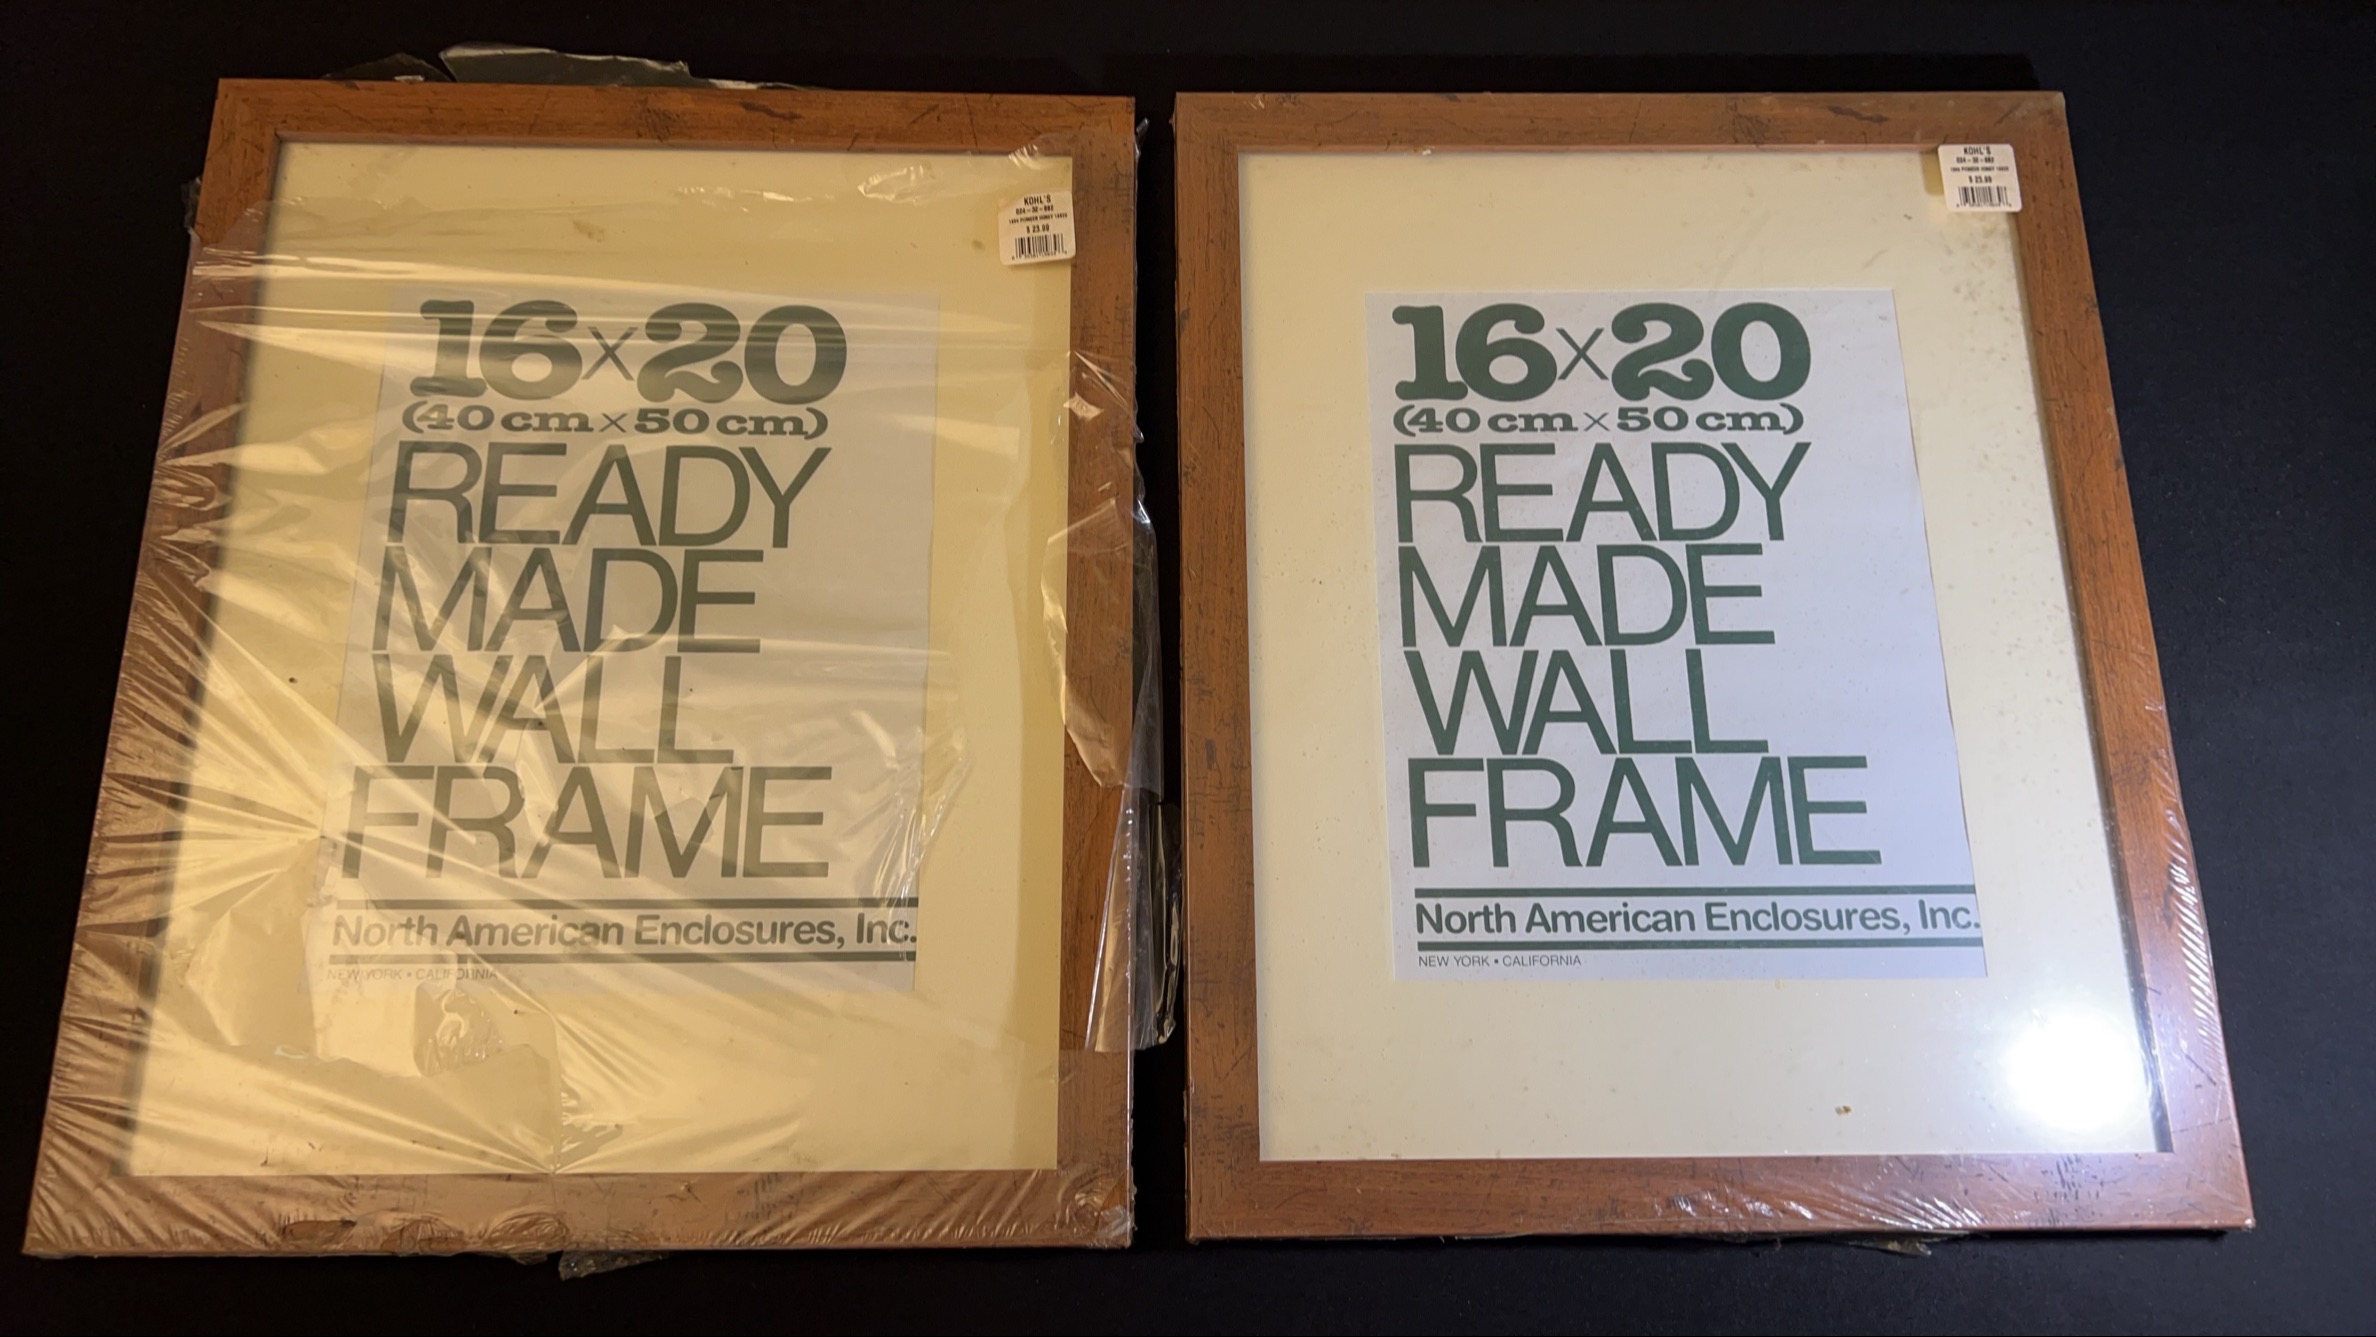 KOHL'S
$ 23.99
16x20
(40 cm x 50 cm)
READY
MADE
WALL
FRAME
North American Enclosures, Inc.
NEW YORK • CALIFORNIA
KOHL'S
$ 23.99
16x20
(40 cm x 50 cm)
READY
MADE
WALL
FRAME
North American Enclosures, Inc.
NEW YORK • CALIFORNIA